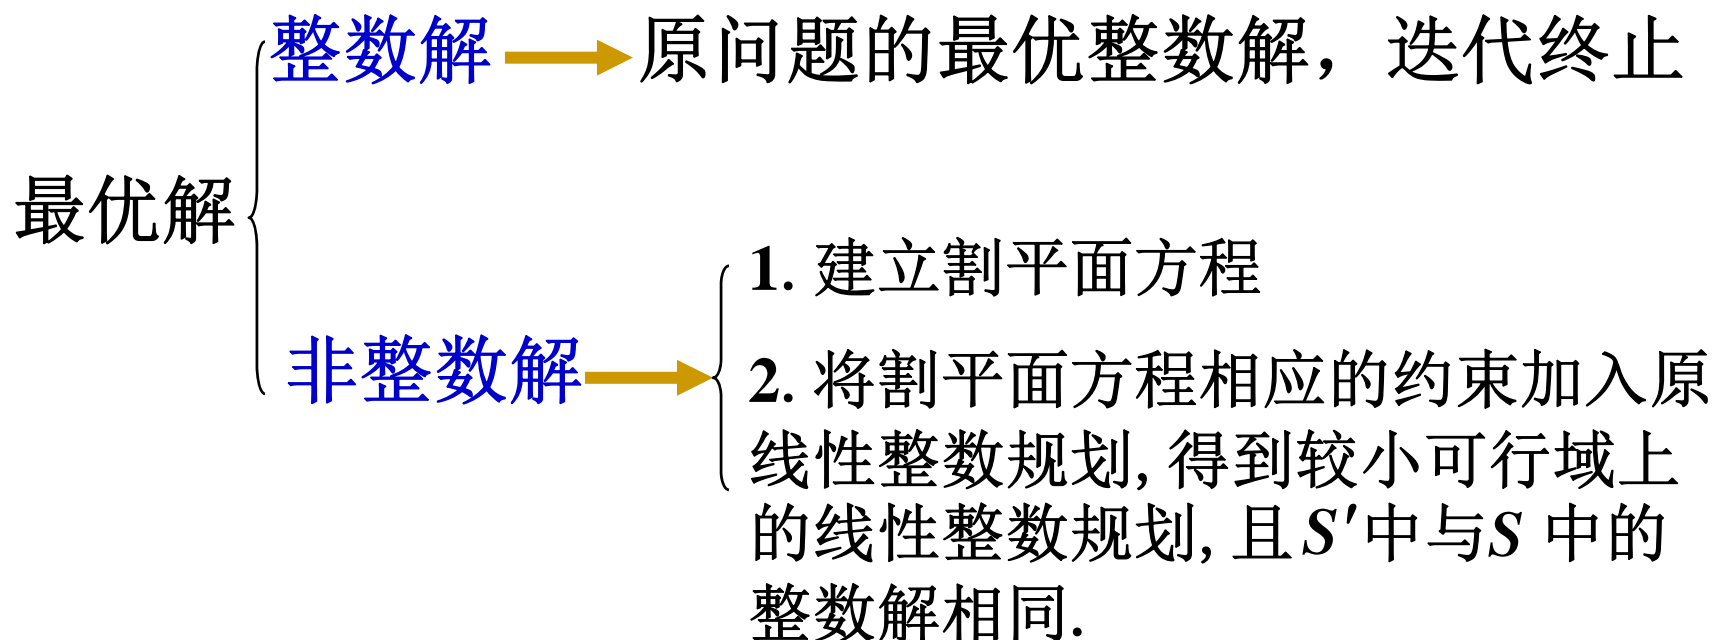 整数解 原问题的最优整数解，迭代终止
最优解
1. 建立割平面方程
非整数解
2. 将割平面方程相应的约束加入原
线性整数规划, 得到较小可行域上
的线性整数规划, 且S′中与S 中的
整数解相同.